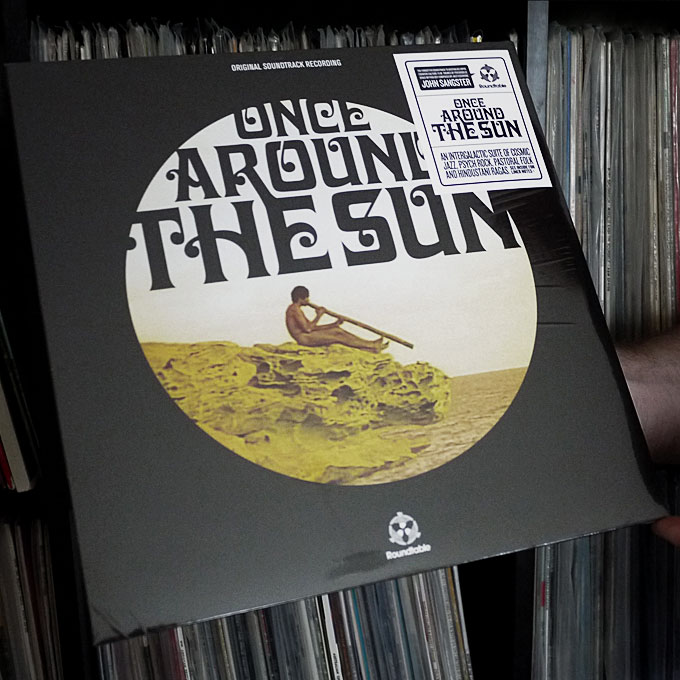 ORIGINAL SOUNDTRACK RECORDING
ONCE
AROUND
THE SUN
Roundtable
JOHN SANGSTER
Roundtable
ONCE
AROUND
THE SUN
AN INTERGALACTIC SUITE OF COSMIC
JAZZ, PSYCH ROCK, PASTORAL FOLK
AND HINDUSTANI RAGAS